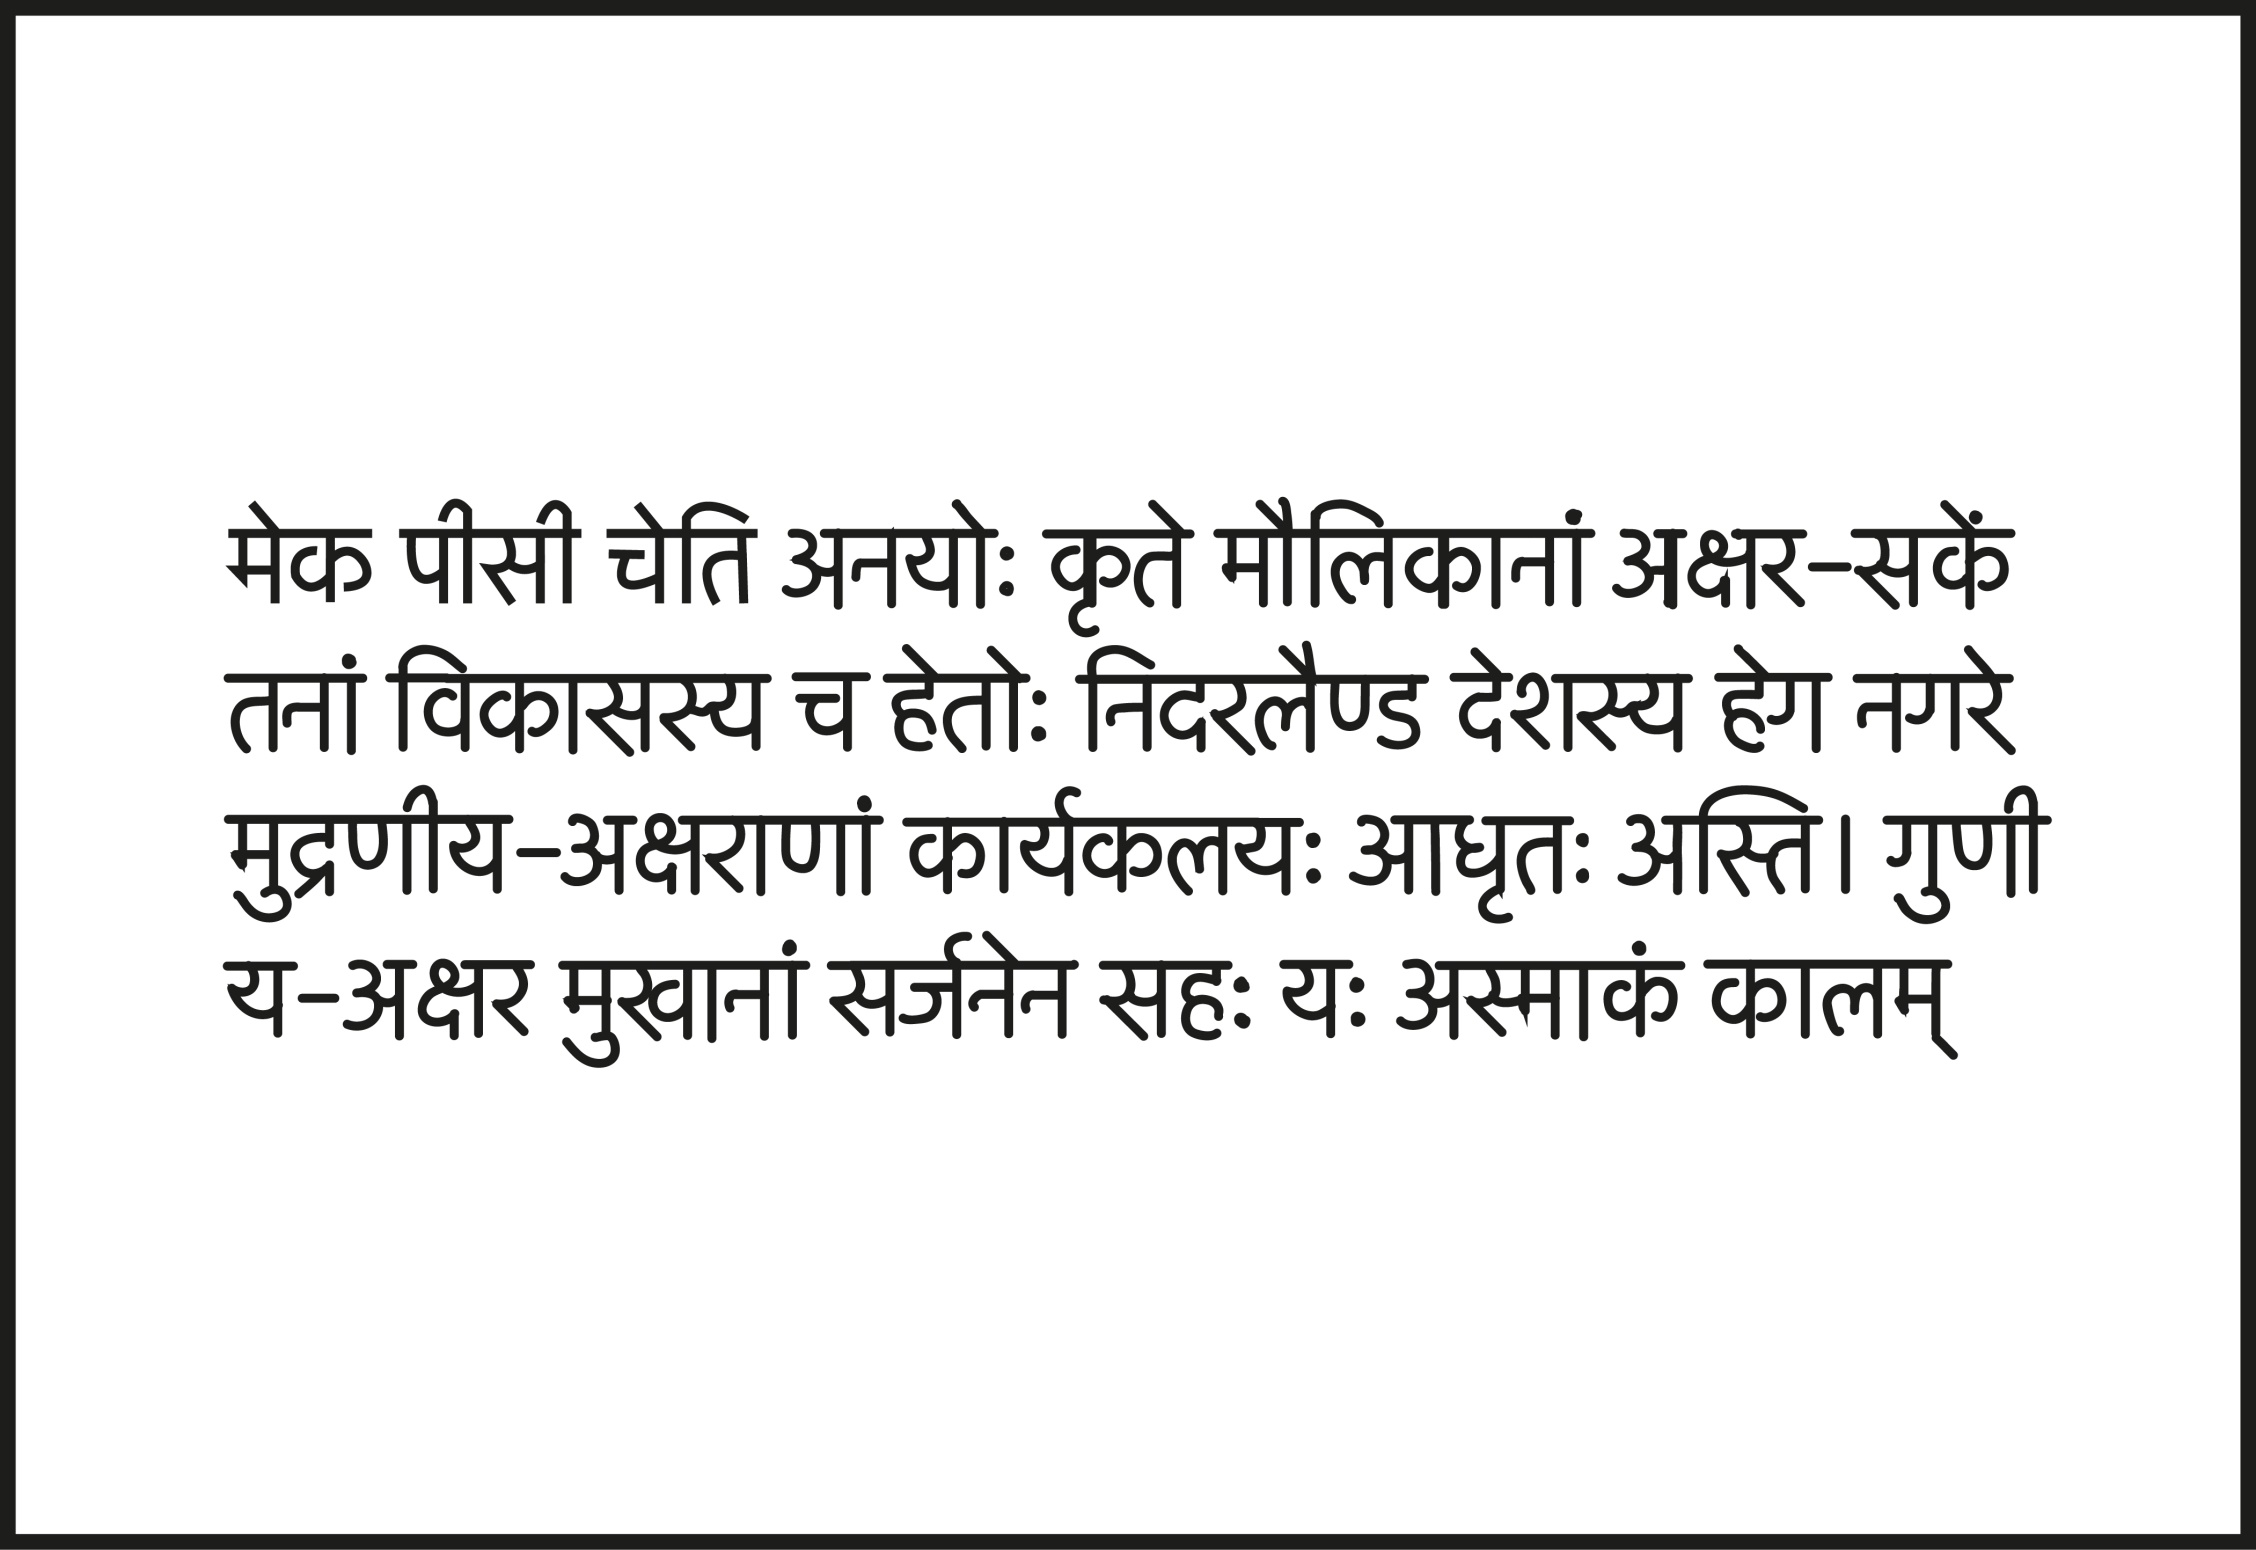 मेक पीसी चेति अनयोः कृते मौलिकानां अक्षर-सकें
तनां विकासस्य च हेतोः निदरलैण्ड देशस्य हेग नगरे
मुद्रणीय-अक्षराणां कार्यकलयः आधृतः अस्ति। गुणी
य-अक्षर मुखानां सर्जनेन सहः यः अस्माकं कालम्